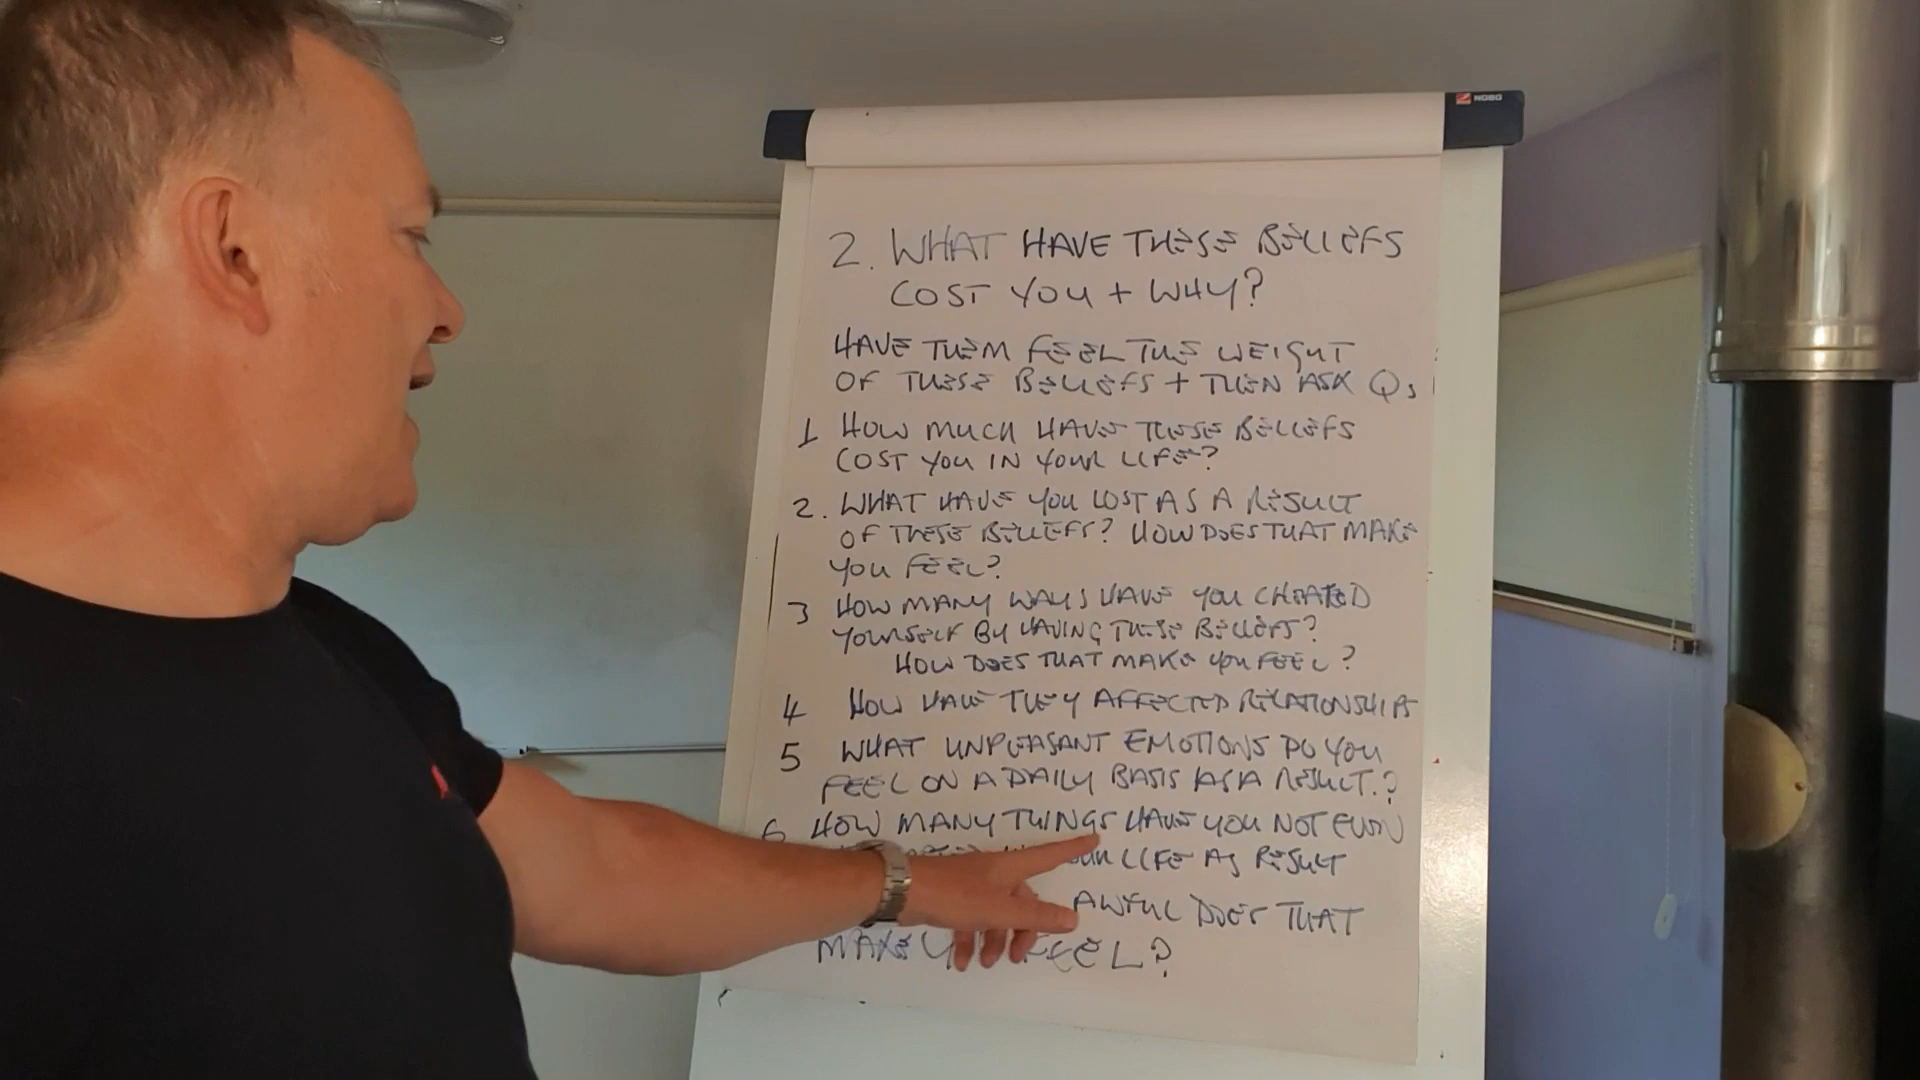 NOBO
2. WHAT HAVE THESE BELIEFS
COST YOU + WHY?
HAVE THEM FEEL THE WEIGHT
OF THESE BELIEFS + THEN ASK Qs
1 HOW MUCH HAVE THESE BELIEFS
COST YOU IN YOUR LIFE?
2. WHAT HAVE YOU LOST AS A RESULT
OF THESE BELIEFS? HOW DOES THAT MAKE
YOU FEEL?
3 HOW MANY WAYS HAVE YOU CHEATED
YOURSELF BY HAVING THESE BELIEFS?
HOW DOES THAT MAKE YOU FEEL?
4 HOW HAVE THEY AFFECTED RELATIONSHIPS
5 WHAT UNPLEASANT EMOTIONS DO YOU
FEEL ON A DAILY BASIS AS A RESULT.?
6 HOW MANY THINGS HAVE YOU NOT EVEN
LIFE AS RESULT
AWFUL DOES THAT
MAKE FEEL?